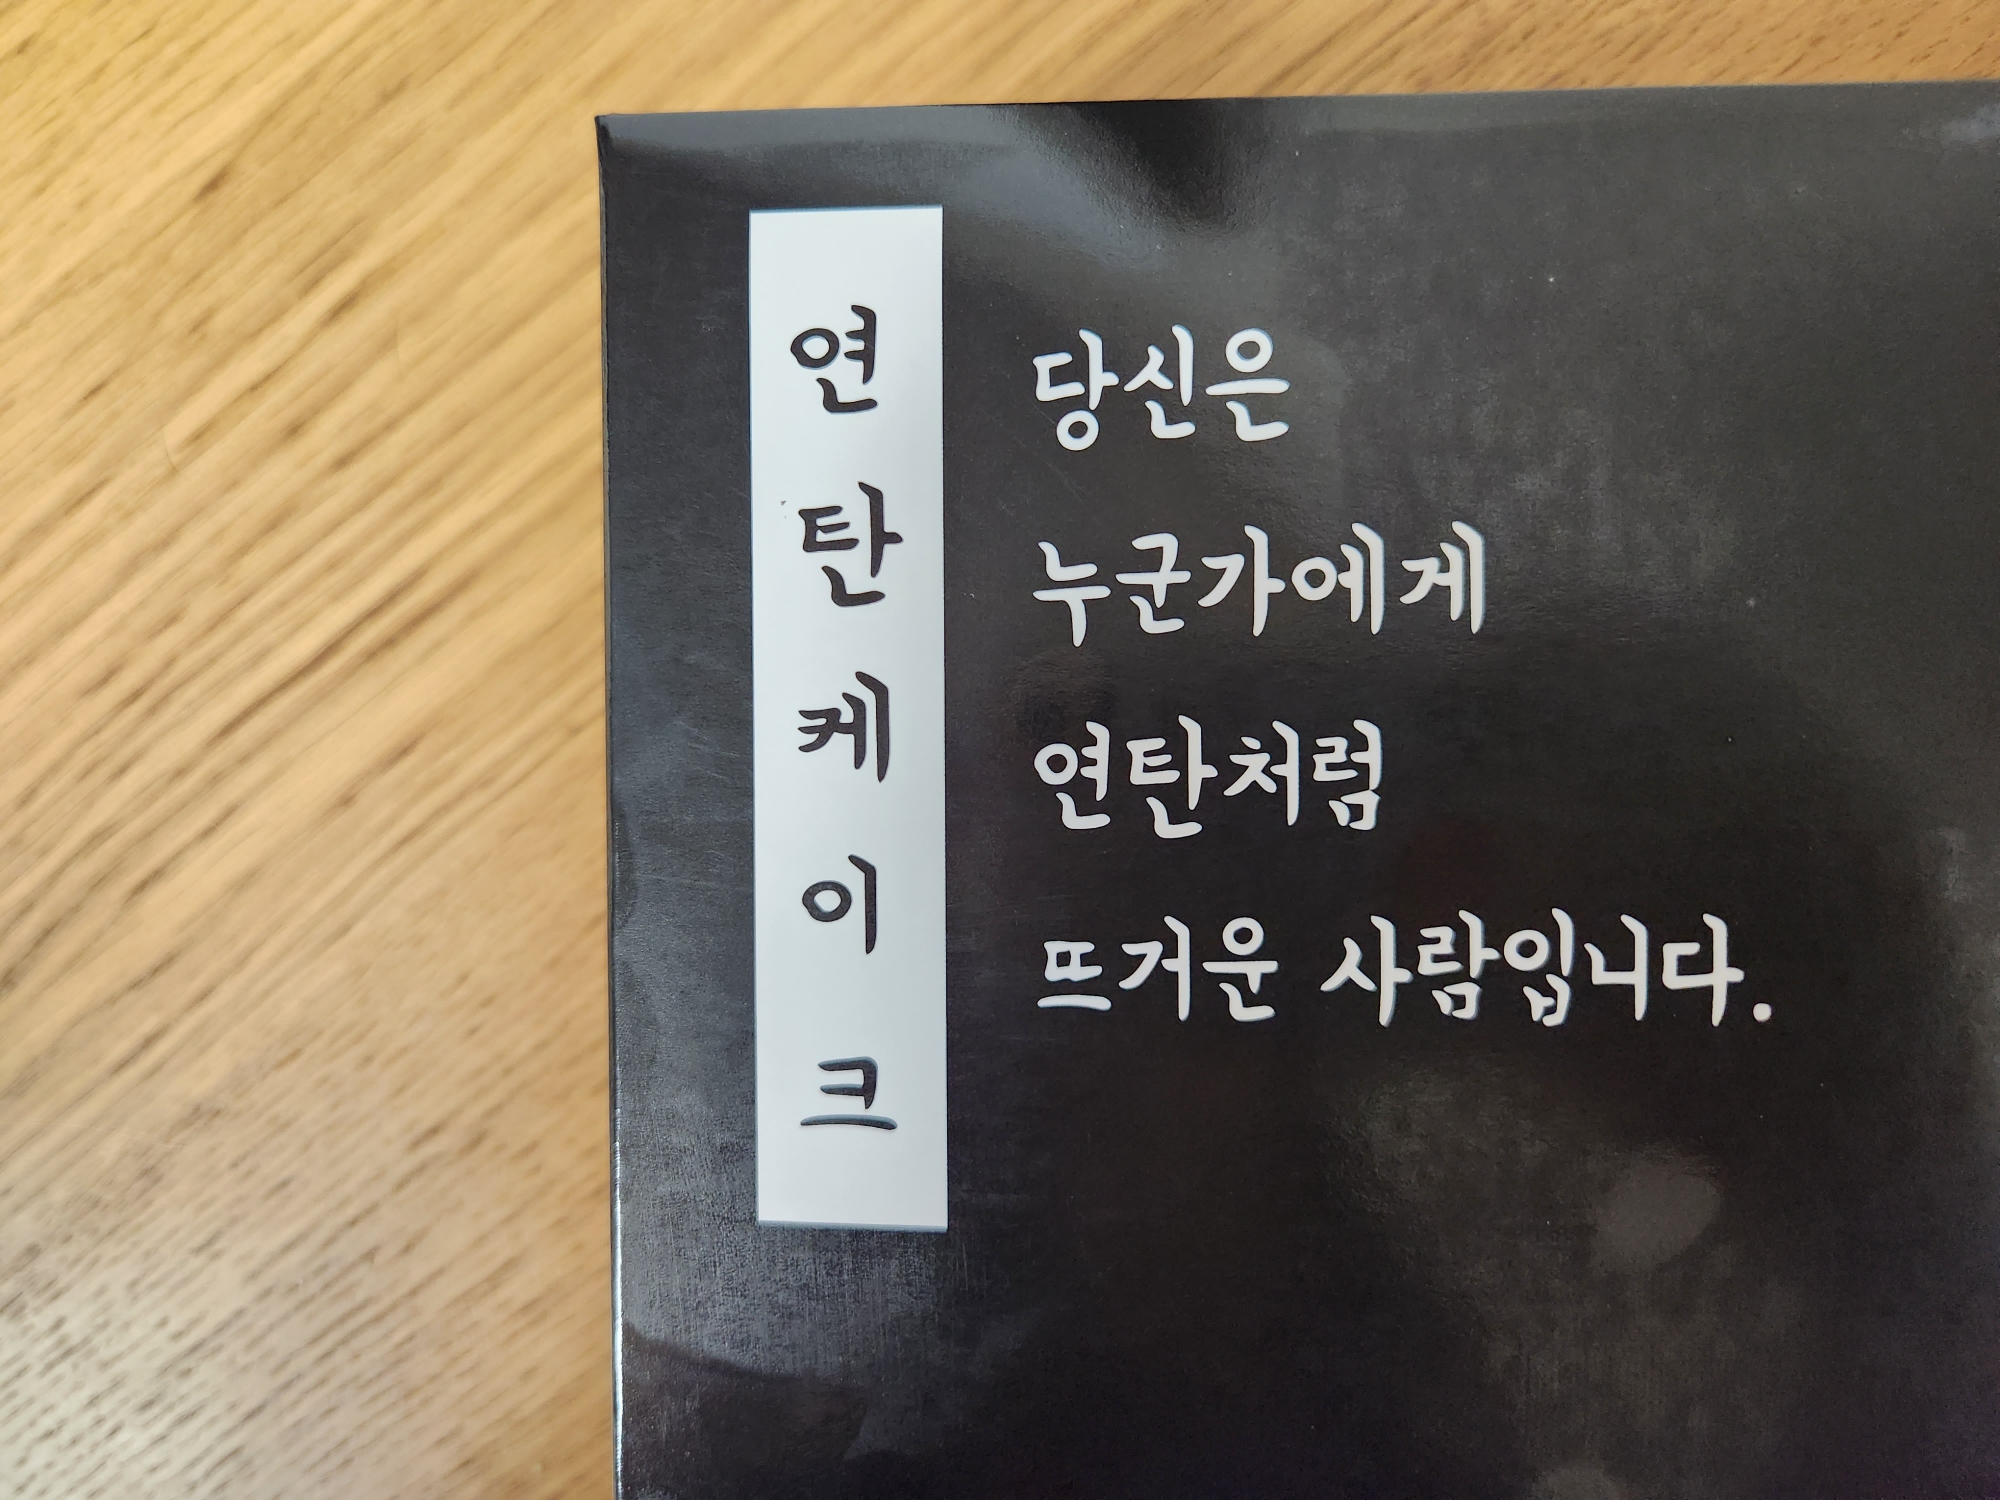 연탄케이크
당신은
누군가에게
연탄처럼
뜨거운 사람입니다.